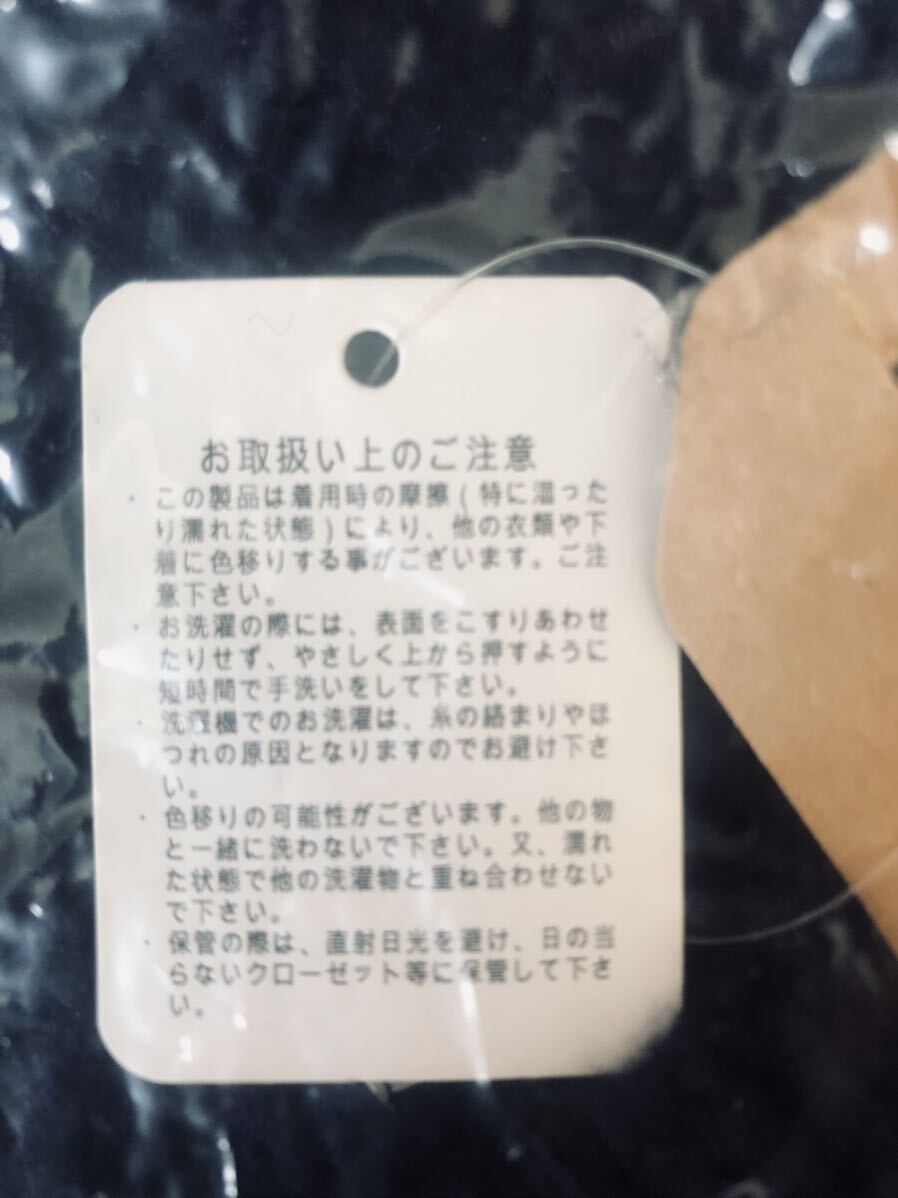 お取扱い上のご注意
・この製品は着用時の摩擦(特に湿った
り濡れた状態)により、他の衣類や下
着に色移りする事がございます。ご注
意下さい。
・お洗濯の際には、表面をこすりあわせ
たりせず、やさしく上から押すように
短時間で手洗いをして下さい。
・洗濯機でのお洗濯は、糸の絡まりやほ
つれの原因となりますのでお避け下さ
い。
・色移りの可能性がございます。他の物
と一緒に洗わないで下さい。又、濡れ
た状態で他の洗濯物と重ね合わせない
で下さい。
・保管の際は、直射日光を避け、日の当
らないクローゼット等に保管して下さ
い。